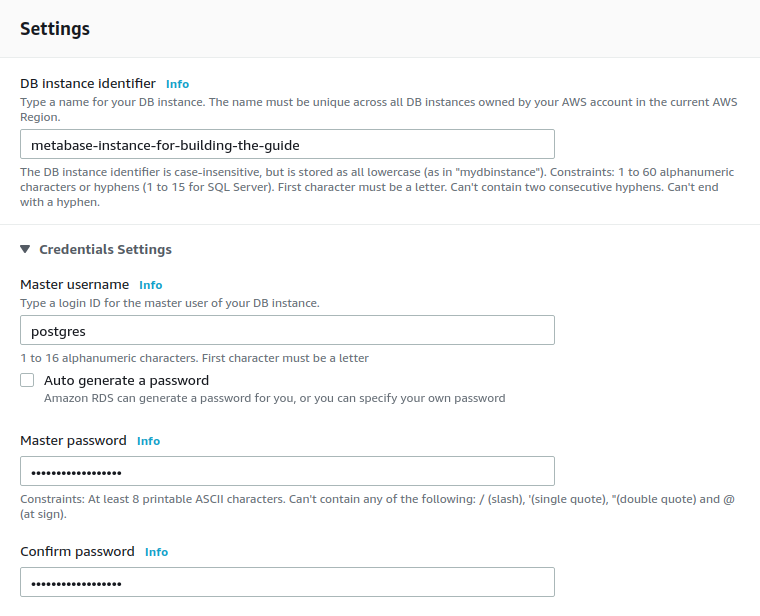 Settings
DB instance identifier Info
Type a name for your DB instance. The name must be unique across all DB instances owned by your AWS account in the current AWS
Region.
metabase-instance-for-building-the-guide
The DB instance identifier is case-insensitive, but is stored as all lowercase (as in "mydbinstance"). Constraints: 1 to 60 alphanumeric
characters or hyphens (1 to 15 for SQL Server). First character must be a letter. Can't contain two consecutive hyphens. Can't end
with a hyphen.
Credentials Settings
Master username Info
Type a login ID for the master user of your DB instance.
postgres
1 to 16 alphanumeric characters. First character must be a letter
Auto generate a password
Amazon RDS can generate a password for you, or you can specify your own password
Master password Info
••••••••••••••••••
Constraints: At least 8 printable ASCII characters. Can't contain any of the following: / (slash), '(single quote), "(double quote) and @
(at sign).
Confirm password Info
••••••••••••••••••